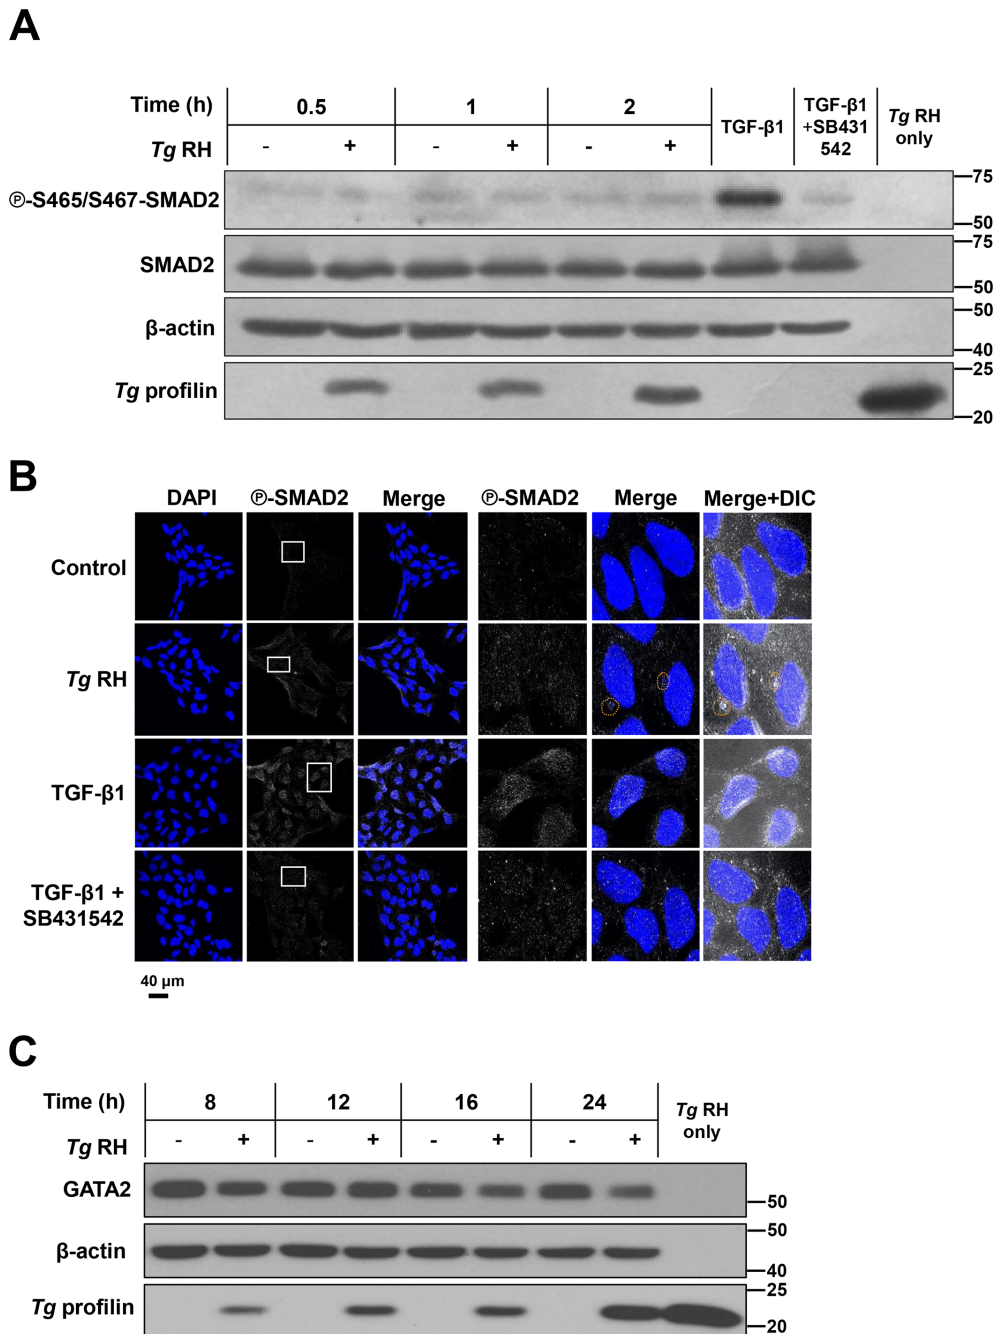 A
Time (h) 0.5 1 2 TGF-β1 TGF-β1 +SB431 542 Tg RH only
Tg RH - + - + - +
Ⓟ-S465/S467-SMAD2 75 50
SMAD2 75 50
β-actin 50 40
Tg profilin 25 20
B
DAPI Ⓟ-SMAD2 Merge Ⓟ-SMAD2 Merge Merge+DIC
Control
Tg RH
TGF-β1
TGF-β1 +
SB431542
40 μm
C
Time (h) 8 12 16 24 Tg RH only
Tg RH - + - + - + - +
GATA2 50
β-actin 50 40
Tg profilin 25 20